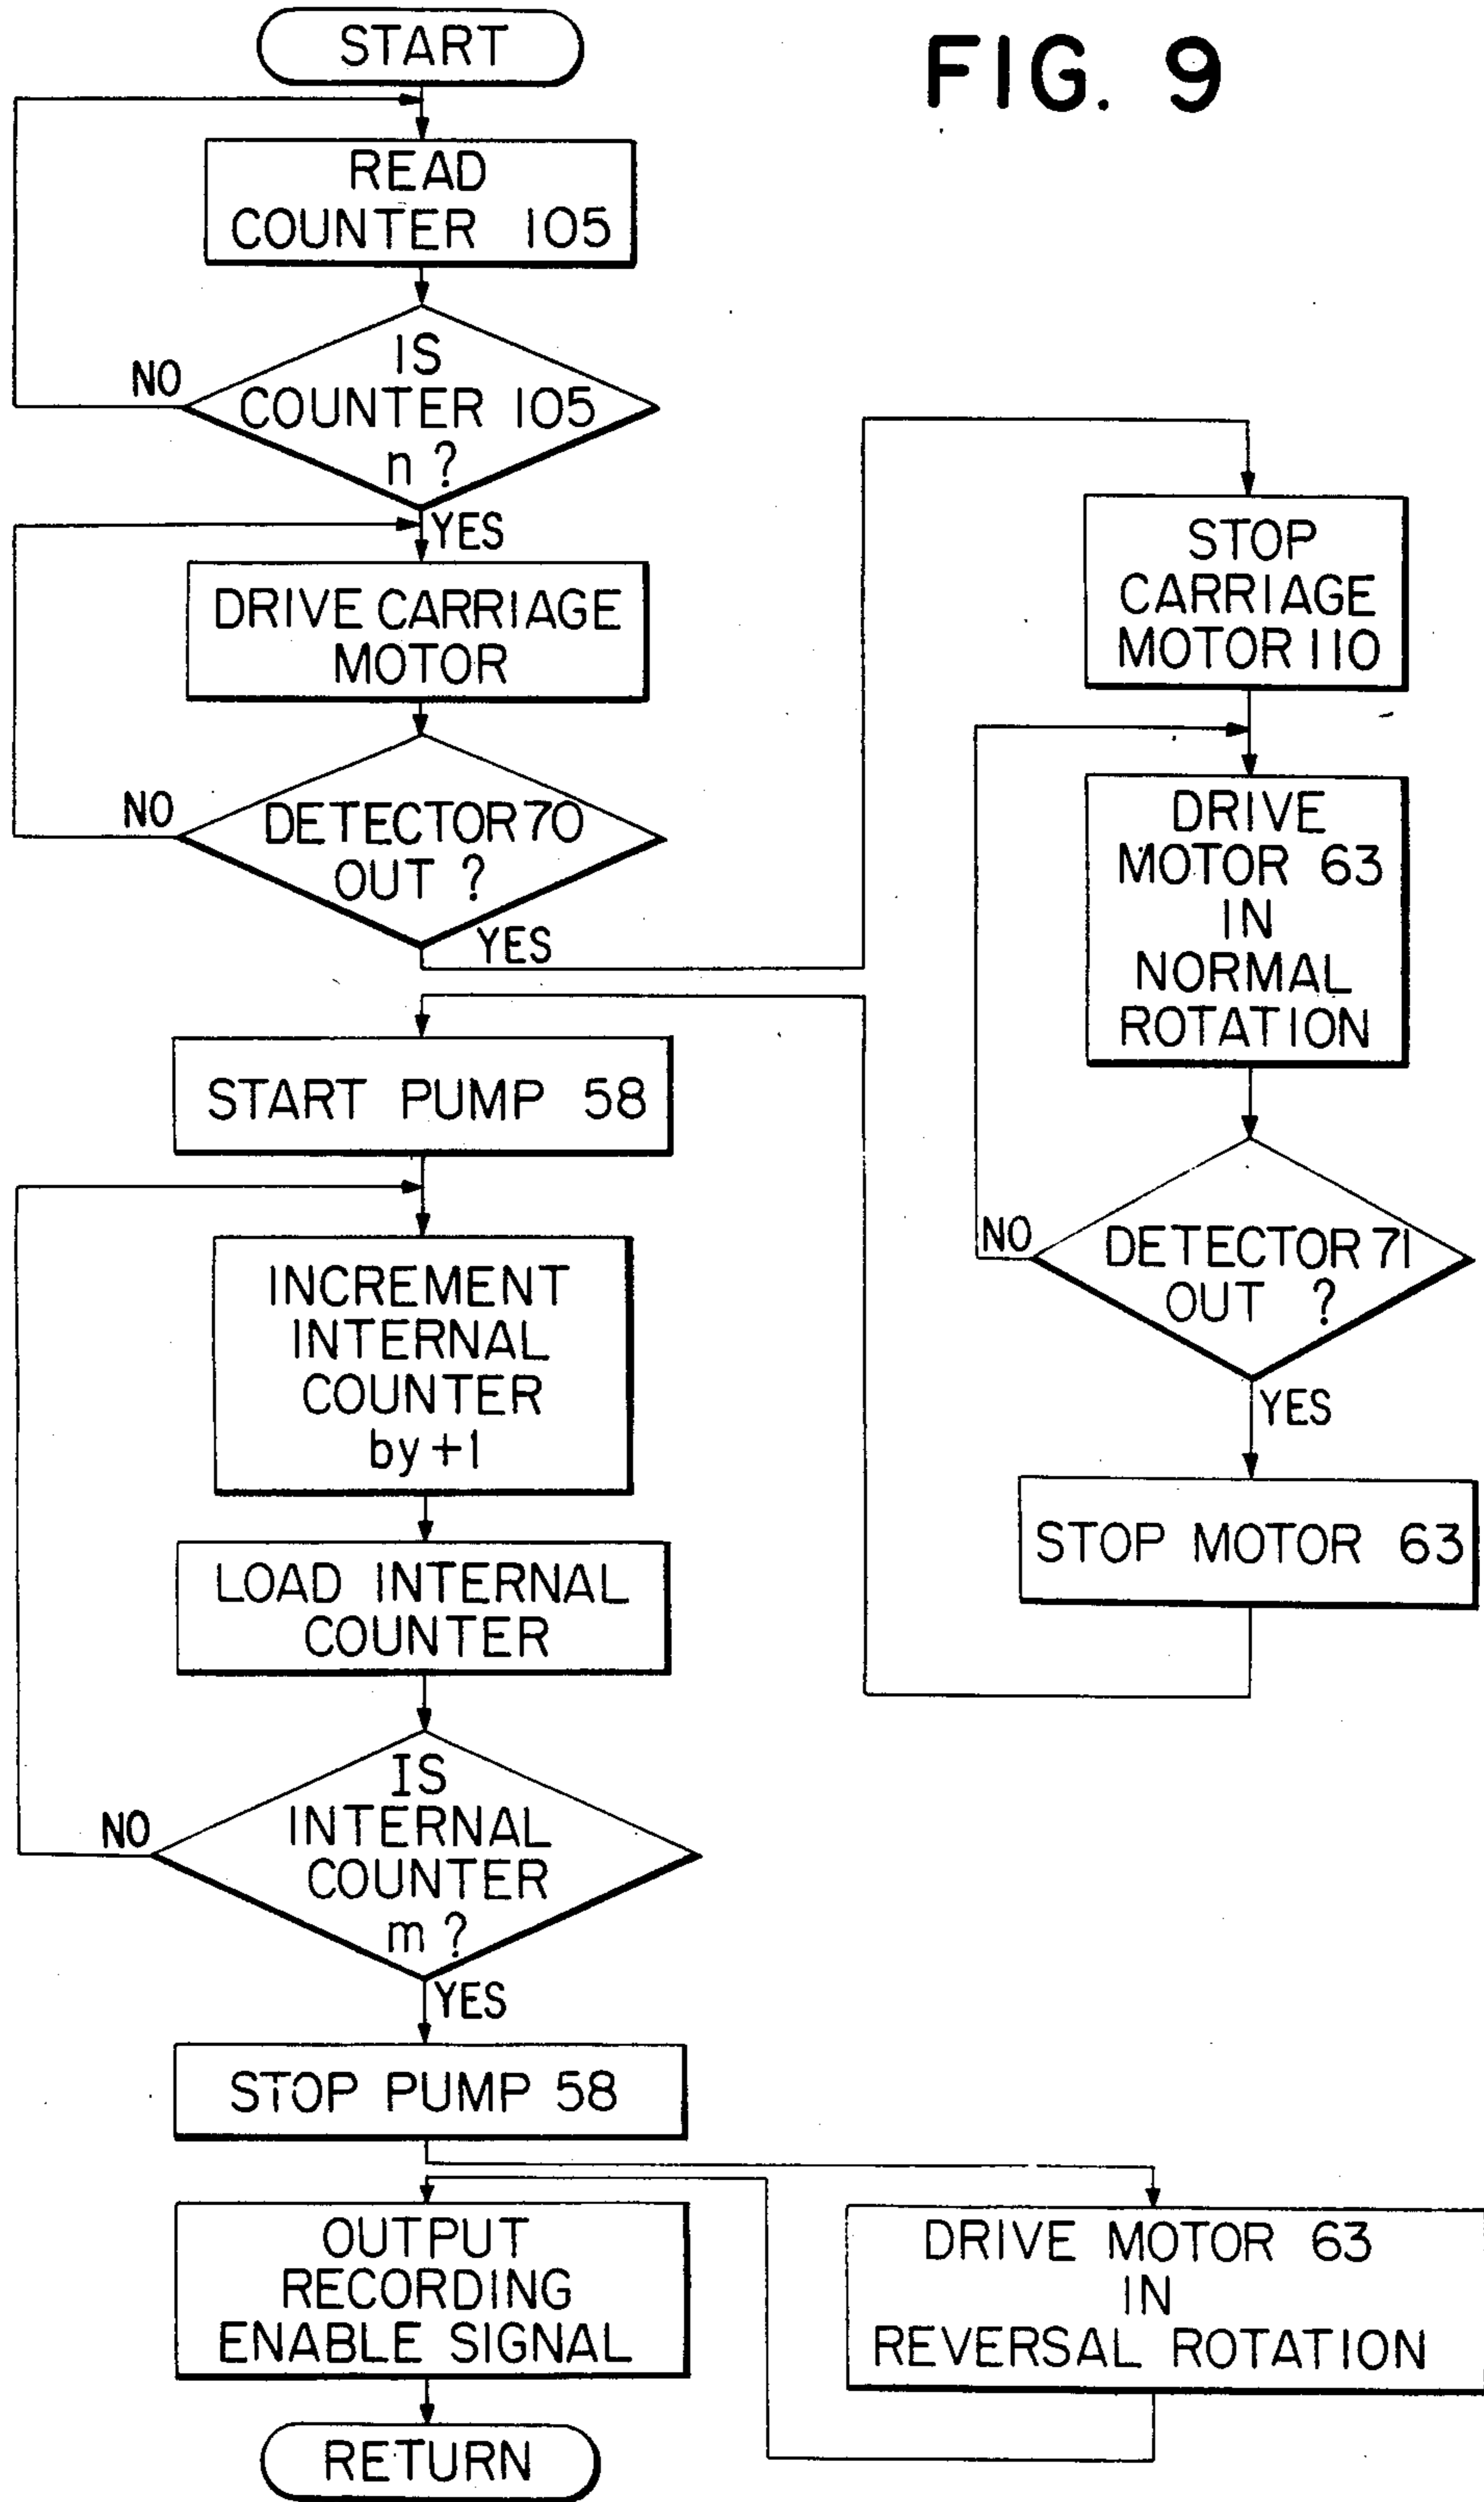 FIG. 9
START
READ
COUNTER 105
IS
COUNTER 105
n ?
NO
YES
DRIVE CARRIAGE
MOTOR
DETECTOR 70
OUT ?
NO
YES
STOP
CARRIAGE
MOTOR 110
DRIVE
MOTOR 63
IN
NORMAL
ROTATION
DETECTOR 71
OUT ?
NO
YES
STOP MOTOR 63
START PUMP 58
INCREMENT
INTERNAL
COUNTER
by +1
LOAD INTERNAL
COUNTER
IS
INTERNAL
COUNTER
m ?
NO
YES
STOP PUMP 58
DRIVE MOTOR 63
IN
REVERSAL ROTATION
OUTPUT
RECORDING
ENABLE SIGNAL
RETURN